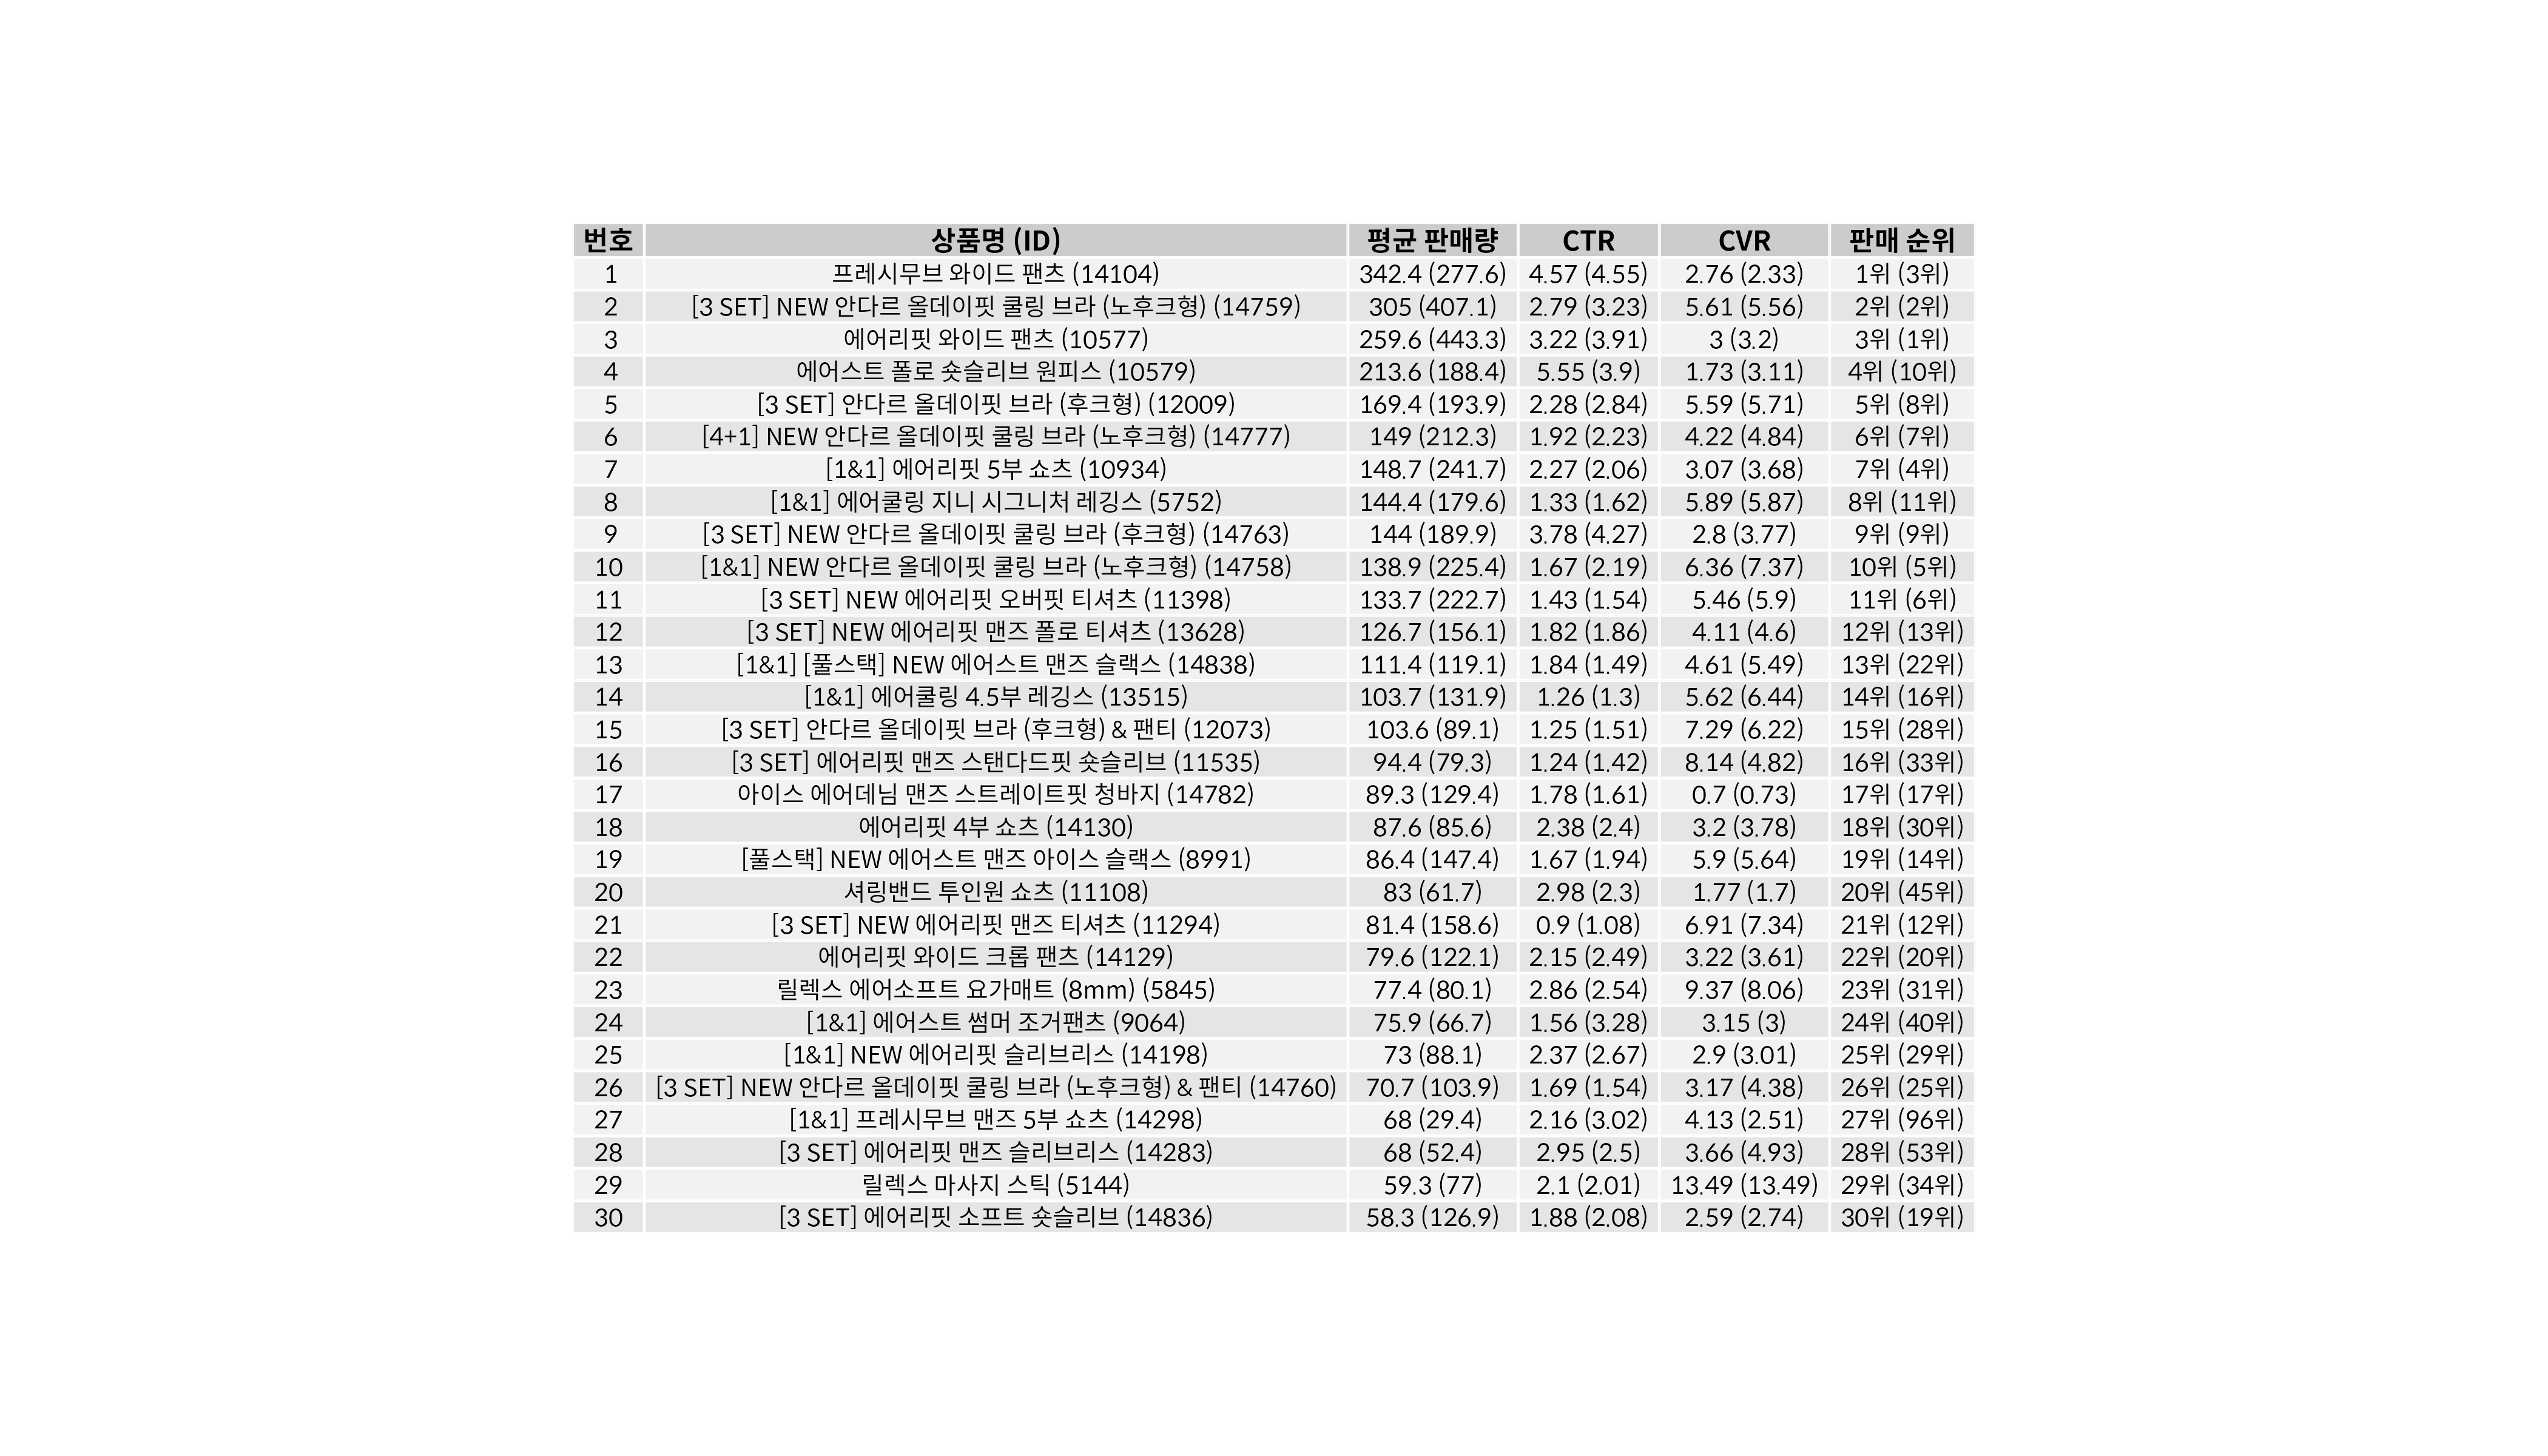 번호 상품명 (ID) 평균 판매량 CTR CVR 판매 순위
1 프레시무브 와이드 팬츠 (14104) 342.4 (277.6) 4.57 (4.55) 2.76 (2.33) 1위 (3위)
2 [3 SET] NEW 안다르 올데이핏 쿨링 브라 (노후크형) (14759) 305 (407.1) 2.79 (3.23) 5.61 (5.56) 2위 (2위)
3 에어리핏 와이드 팬츠 (10577) 259.6 (443.3) 3.22 (3.91) 3 (3.2) 3위 (1위)
4 에어스트 폴로 숏슬리브 원피스 (10579) 213.6 (188.4) 5.55 (3.9) 1.73 (3.11) 4위 (10위)
5 [3 SET] 안다르 올데이핏 브라 (후크형) (12009) 169.4 (193.9) 2.28 (2.84) 5.59 (5.71) 5위 (8위)
6 [4+1] NEW 안다르 올데이핏 쿨링 브라 (노후크형) (14777) 149 (212.3) 1.92 (2.23) 4.22 (4.84) 6위 (7위)
7 [1&1] 에어리핏 5부 쇼츠 (10934) 148.7 (241.7) 2.27 (2.06) 3.07 (3.68) 7위 (4위)
8 [1&1] 에어쿨링 지니 시그니처 레깅스 (5752) 144.4 (179.6) 1.33 (1.62) 5.89 (5.87) 8위 (11위)
9 [3 SET] NEW 안다르 올데이핏 쿨링 브라 (후크형) (14763) 144 (189.9) 3.78 (4.27) 2.8 (3.77) 9위 (9위)
10 [1&1] NEW 안다르 올데이핏 쿨링 브라 (노후크형) (14758) 138.9 (225.4) 1.67 (2.19) 6.36 (7.37) 10위 (5위)
11 [3 SET] NEW 에어리핏 오버핏 티셔츠 (11398) 133.7 (222.7) 1.43 (1.54) 5.46 (5.9) 11위 (6위)
12 [3 SET] NEW 에어리핏 맨즈 폴로 티셔츠 (13628) 126.7 (156.1) 1.82 (1.86) 4.11 (4.6) 12위 (13위)
13 [1&1] [풀스택] NEW 에어스트 맨즈 슬랙스 (14838) 111.4 (119.1) 1.84 (1.49) 4.61 (5.49) 13위 (22위)
14 [1&1] 에어쿨링 4.5부 레깅스 (13515) 103.7 (131.9) 1.26 (1.3) 5.62 (6.44) 14위 (16위)
15 [3 SET] 안다르 올데이핏 브라 (후크형) & 팬티 (12073) 103.6 (89.1) 1.25 (1.51) 7.29 (6.22) 15위 (28위)
16 [3 SET] 에어리핏 맨즈 스탠다드핏 숏슬리브 (11535) 94.4 (79.3) 1.24 (1.42) 8.14 (4.82) 16위 (33위)
17 아이스 에어데님 맨즈 스트레이트핏 청바지 (14782) 89.3 (129.4) 1.78 (1.61) 0.7 (0.73) 17위 (17위)
18 에어리핏 4부 쇼츠 (14130) 87.6 (85.6) 2.38 (2.4) 3.2 (3.78) 18위 (30위)
19 [풀스택] NEW 에어스트 맨즈 아이스 슬랙스 (8991) 86.4 (147.4) 1.67 (1.94) 5.9 (5.64) 19위 (14위)
20 셔링밴드 투인원 쇼츠 (11108) 83 (61.7) 2.98 (2.3) 1.77 (1.7) 20위 (45위)
21 [3 SET] NEW 에어리핏 맨즈 티셔츠 (11294) 81.4 (158.6) 0.9 (1.08) 6.91 (7.34) 21위 (12위)
22 에어리핏 와이드 크롭 팬츠 (14129) 79.6 (122.1) 2.15 (2.49) 3.22 (3.61) 22위 (20위)
23 릴렉스 에어소프트 요가매트 (8mm) (5845) 77.4 (80.1) 2.86 (2.54) 9.37 (8.06) 23위 (31위)
24 [1&1] 에어스트 썸머 조거팬츠 (9064) 75.9 (66.7) 1.56 (3.28) 3.15 (3) 24위 (40위)
25 [1&1] NEW 에어리핏 슬리브리스 (14198) 73 (88.1) 2.37 (2.67) 2.9 (3.01) 25위 (29위)
26 [3 SET] NEW 안다르 올데이핏 쿨링 브라 (노후크형) & 팬티 (14760) 70.7 (103.9) 1.69 (1.54) 3.17 (4.38) 26위 (25위)
27 [1&1] 프레시무브 맨즈 5부 쇼츠 (14298) 68 (29.4) 2.16 (3.02) 4.13 (2.51) 27위 (96위)
28 [3 SET] 에어리핏 맨즈 슬리브리스 (14283) 68 (52.4) 2.95 (2.5) 3.66 (4.93) 28위 (53위)
29 릴렉스 마사지 스틱 (5144) 59.3 (77) 2.1 (2.01) 13.49 (13.49) 29위 (34위)
30 [3 SET] 에어리핏 소프트 숏슬리브 (14836) 58.3 (126.9) 1.88 (2.08) 2.59 (2.74) 30위 (19위)